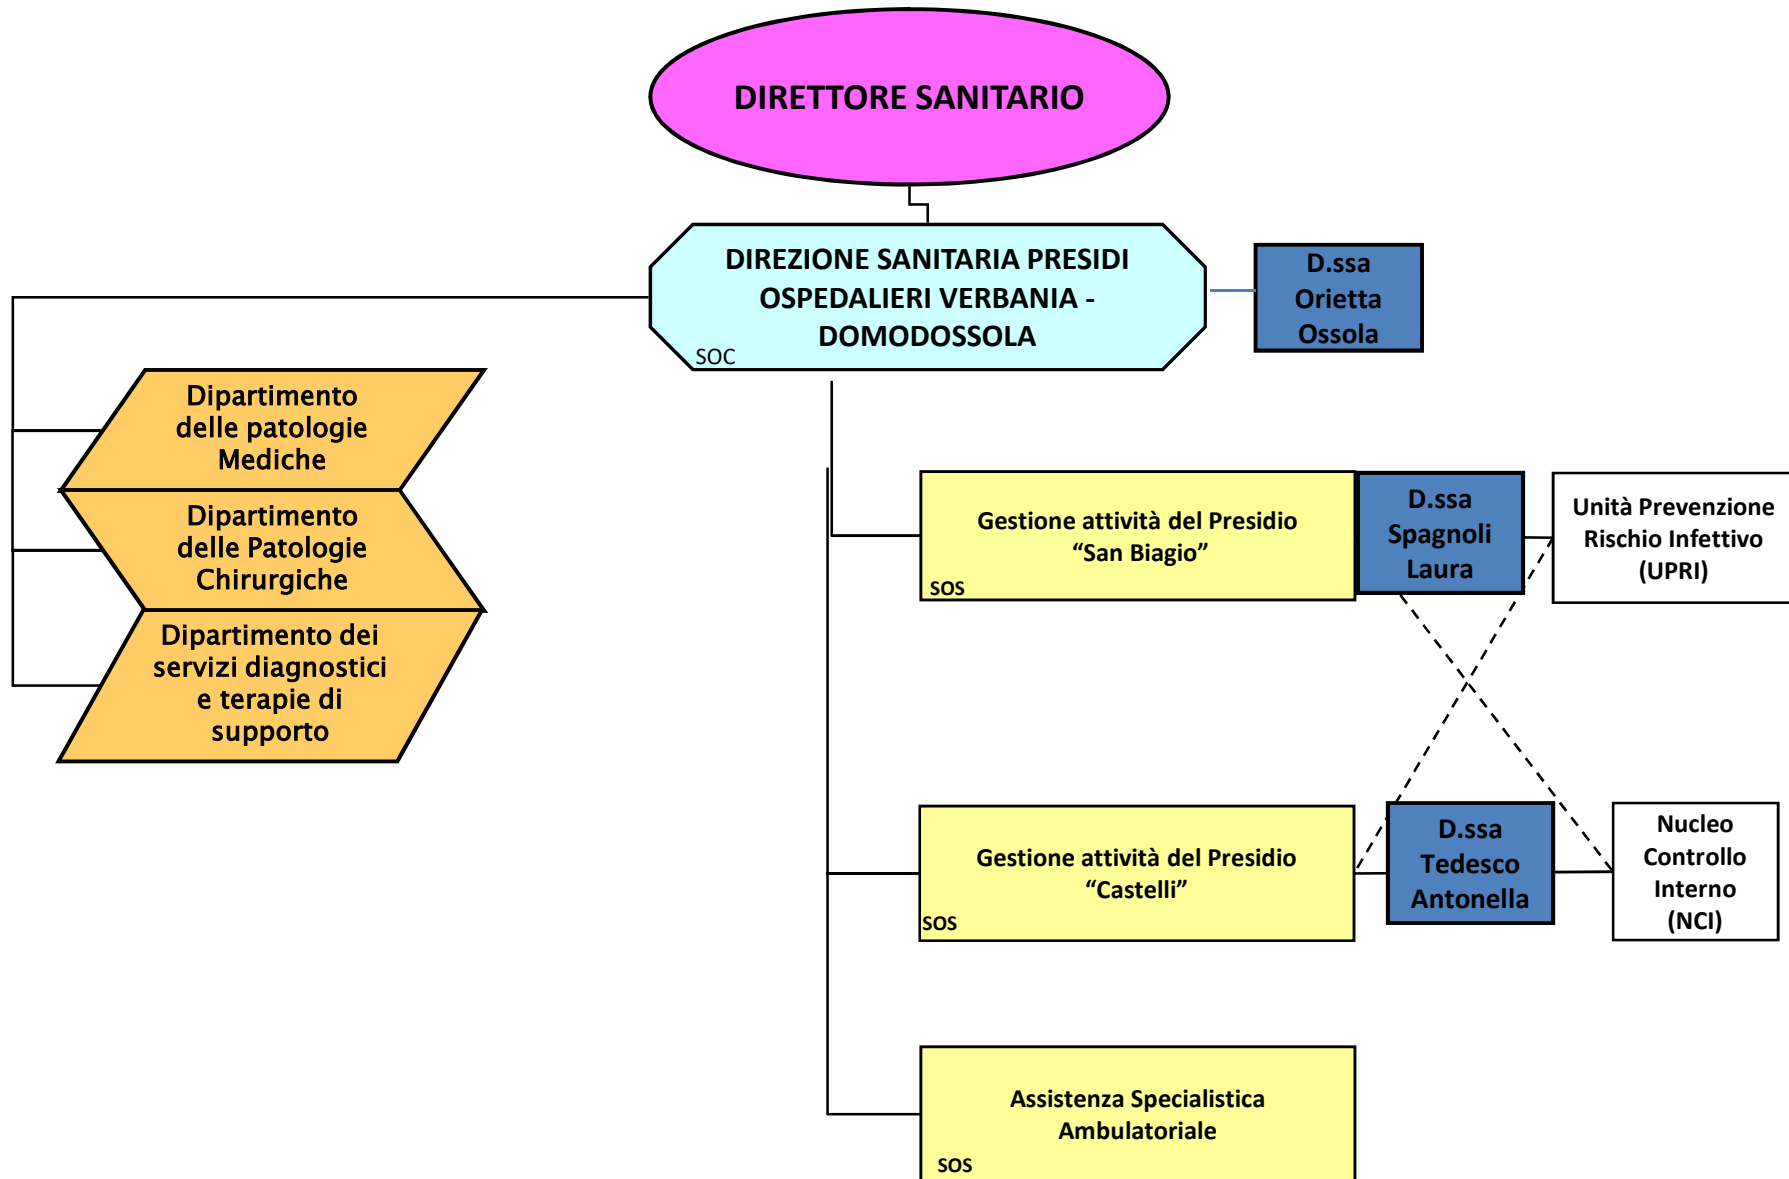 DIRETTORE SANITARIO
DIREZIONE SANITARIA PRESIDI
OSPEDALIERI VERBANIA -
DOMODOSSOLA
SOC
D.ssa
Orietta
Ossola
Dipartimento
delle patologie
Mediche
Dipartimento
delle Patologie
Chirurgiche
Dipartimento dei
servizi diagnostici
e terapie di
supporto
Gestione attività del Presidio
“San Biagio”
SOS
D.ssa
Spagnoli
Laura
Unità Prevenzione
Rischio Infettivo
(UPRI)
Gestione attività del Presidio
“Castelli”
SOS
D.ssa
Tedesco
Antonella
Nucleo
Controllo
Interno
(NCI)
Assistenza Specialistica
Ambulatoriale
SOS